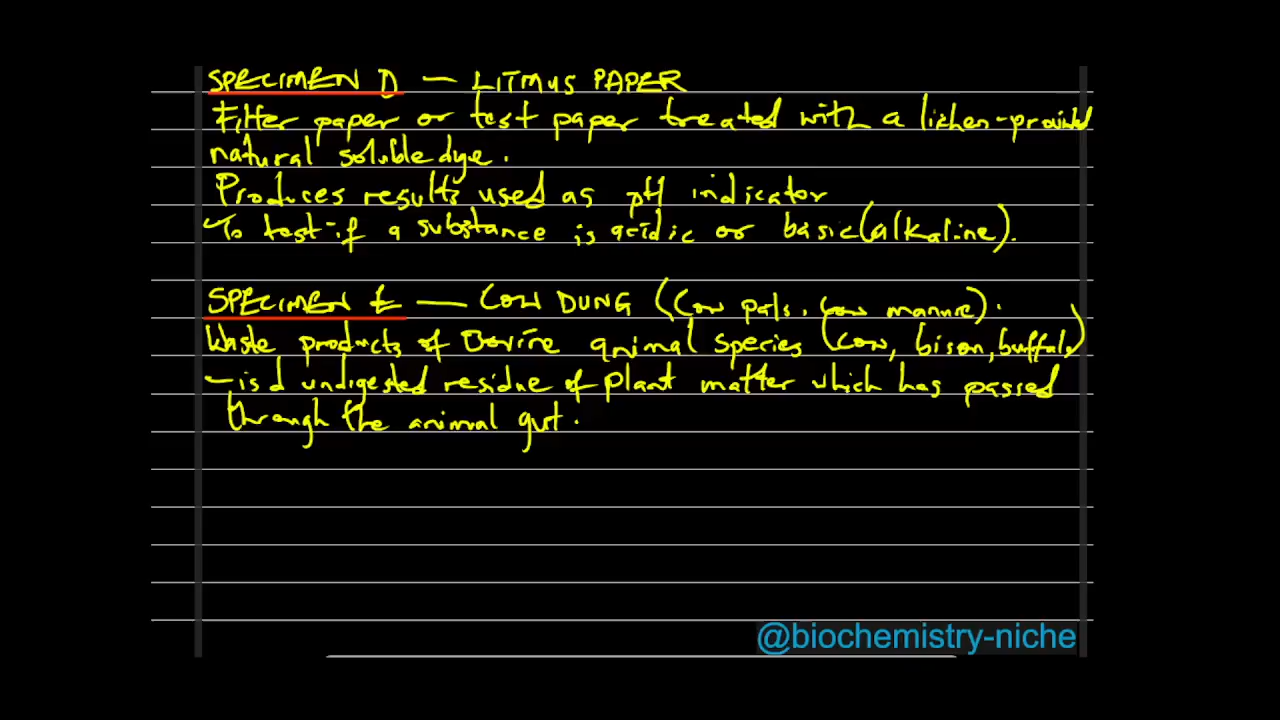 SPECIMEN D — LITMUS PAPER
Filter paper or test paper treated with a lichen-provided
natural soluble dye.
Produces results used as pH indicator
To test if a substance is acidic or basic (alkaline).
SPECIMEN E — COW DUNG (Cow pats, Cow manure).
Waste products of Bovine animal species (cow, bison, buffalo)
- is d undigested residue of plant matter which has passed
through the animal gut.
@biochemistry-niche